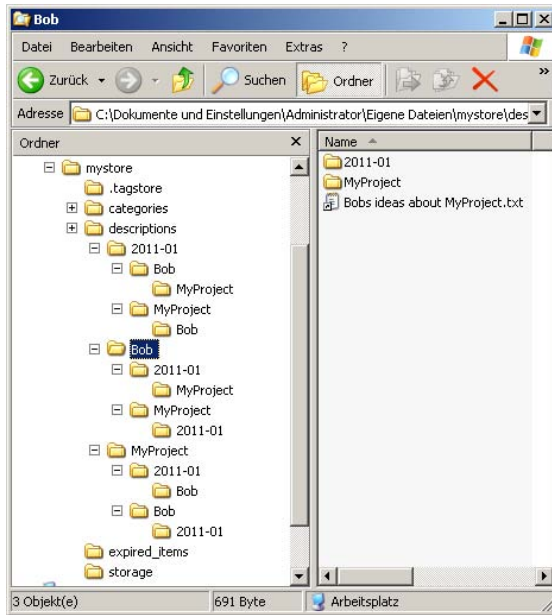 Bob
Datei Bearbeiten Ansicht Favoriten Extras ?
Zurück Suchen Ordner »
Adresse C:\Dokumente und Einstellungen\Administrator\Eigene Dateien\mystore\des
Ordner x
mystore
.tagstore
categories
descriptions
2011-01
Bob
MyProject
MyProject
Bob
Bob
2011-01
MyProject
MyProject
2011-01
MyProject
2011-01
Bob
Bob
2011-01
expired_items
storage
Name
2011-01
MyProject
Bobs ideas about MyProject.txt
3 Objekt(e) 691 Byte Arbeitsplatz